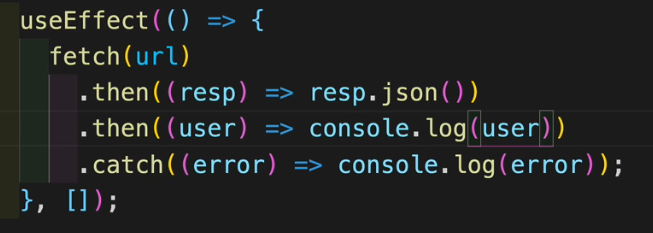 useEffect(() => {
fetch(url)
.then((resp) => resp.json())
.then((user) => console.log(user))
.catch((error) => console.log(error));
}, []);